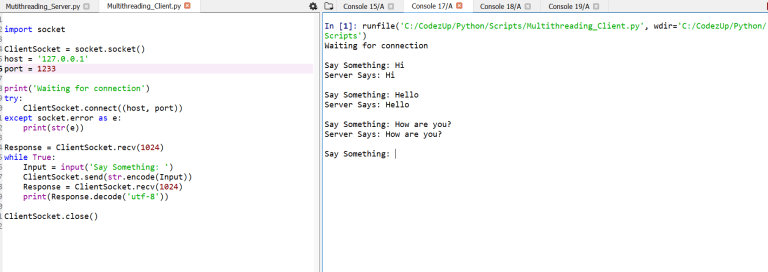 Mutithreading_Server.py
Multithreading_Client.py
import socket
ClientSocket = socket.socket()
host = '127.0.0.1'
port = 1233
print('Waiting for connection')
try:
    ClientSocket.connect((host, port))
except socket.error as e:
    print(str(e))
Response = ClientSocket.recv(1024)
while True:
    Input = input('Say Something: ')
    ClientSocket.send(str.encode(Input))
    Response = ClientSocket.recv(1024)
    print(Response.decode('utf-8'))
ClientSocket.close()
Console 15/A
Console 17/A
Console 18/A
Console 19/A
In [1]: runfile('C:/CodezUp/Python/Scripts/Multithreading_Client.py', wdir='C:/CodezUp/Python/
Scripts')
Waiting for connection
Say Something: Hi
Server Says: Hi
Say Something: Hello
Server Says: Hello
Say Something: How are you?
Server Says: How are you?
Say Something: